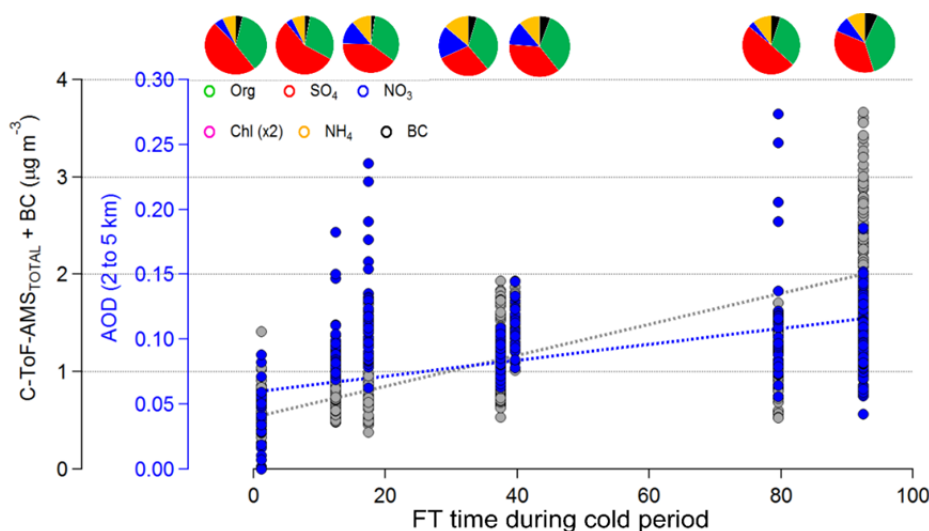 4
3
2
1
0
C-ToF-AMS_TOTAL + BC (µg m⁻³)
0.30
0.25
0.20
0.15
0.10
0.05
0.00
AOD (2 to 5 km)
Org SO₄ NO₃
Chl (x2) NH₄ BC
0 20 40 60 80 100
FT time during cold period